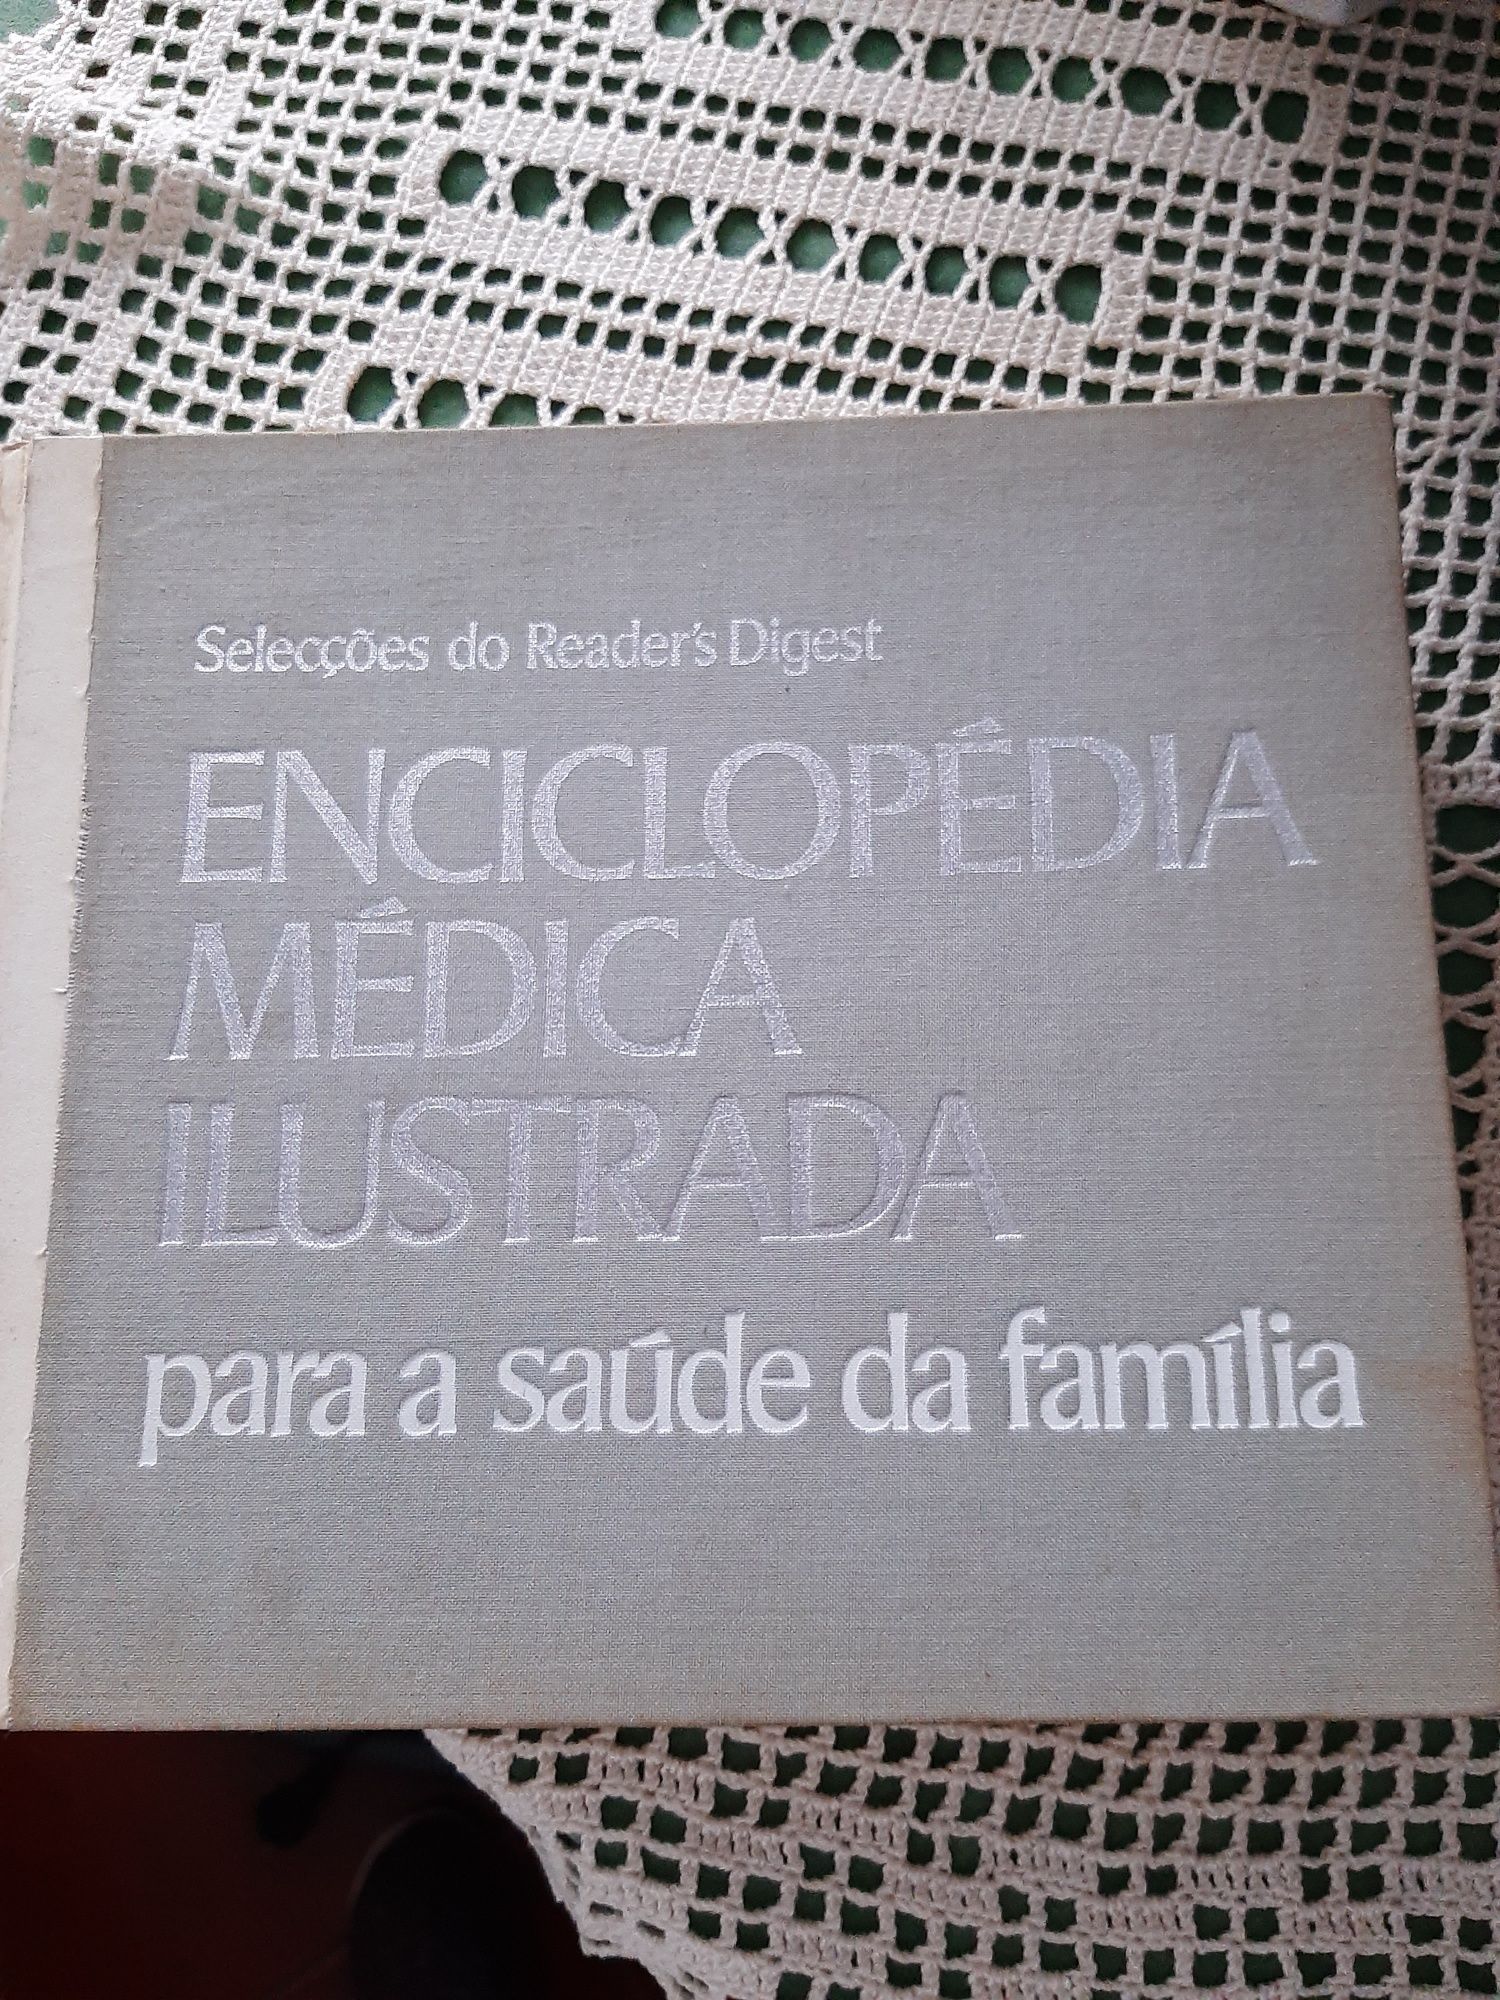 Selecções do Reader's Digest
ENCICLOPÉDIA
MÉDICA
ILUSTRADA
para a saúde da família